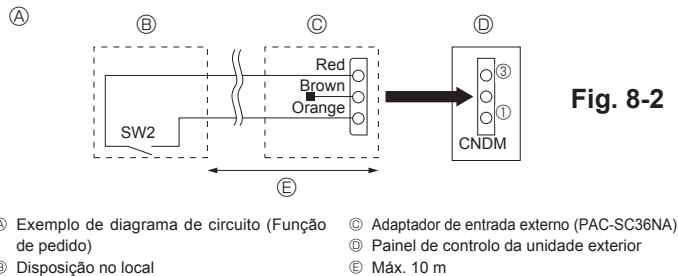 Ⓐ
Ⓑ
Ⓒ
Ⓓ
Red
Brown
Orange
③
①
SW2
CNDM
Fig. 8-2
Ⓔ
Ⓐ Exemplo de diagrama de circuito (Função de pedido)
Ⓑ Disposição no local
Ⓒ Adaptador de entrada externo (PAC-SC36NA)
Ⓓ Painel de controlo da unidade exterior
Ⓔ Máx. 10 m